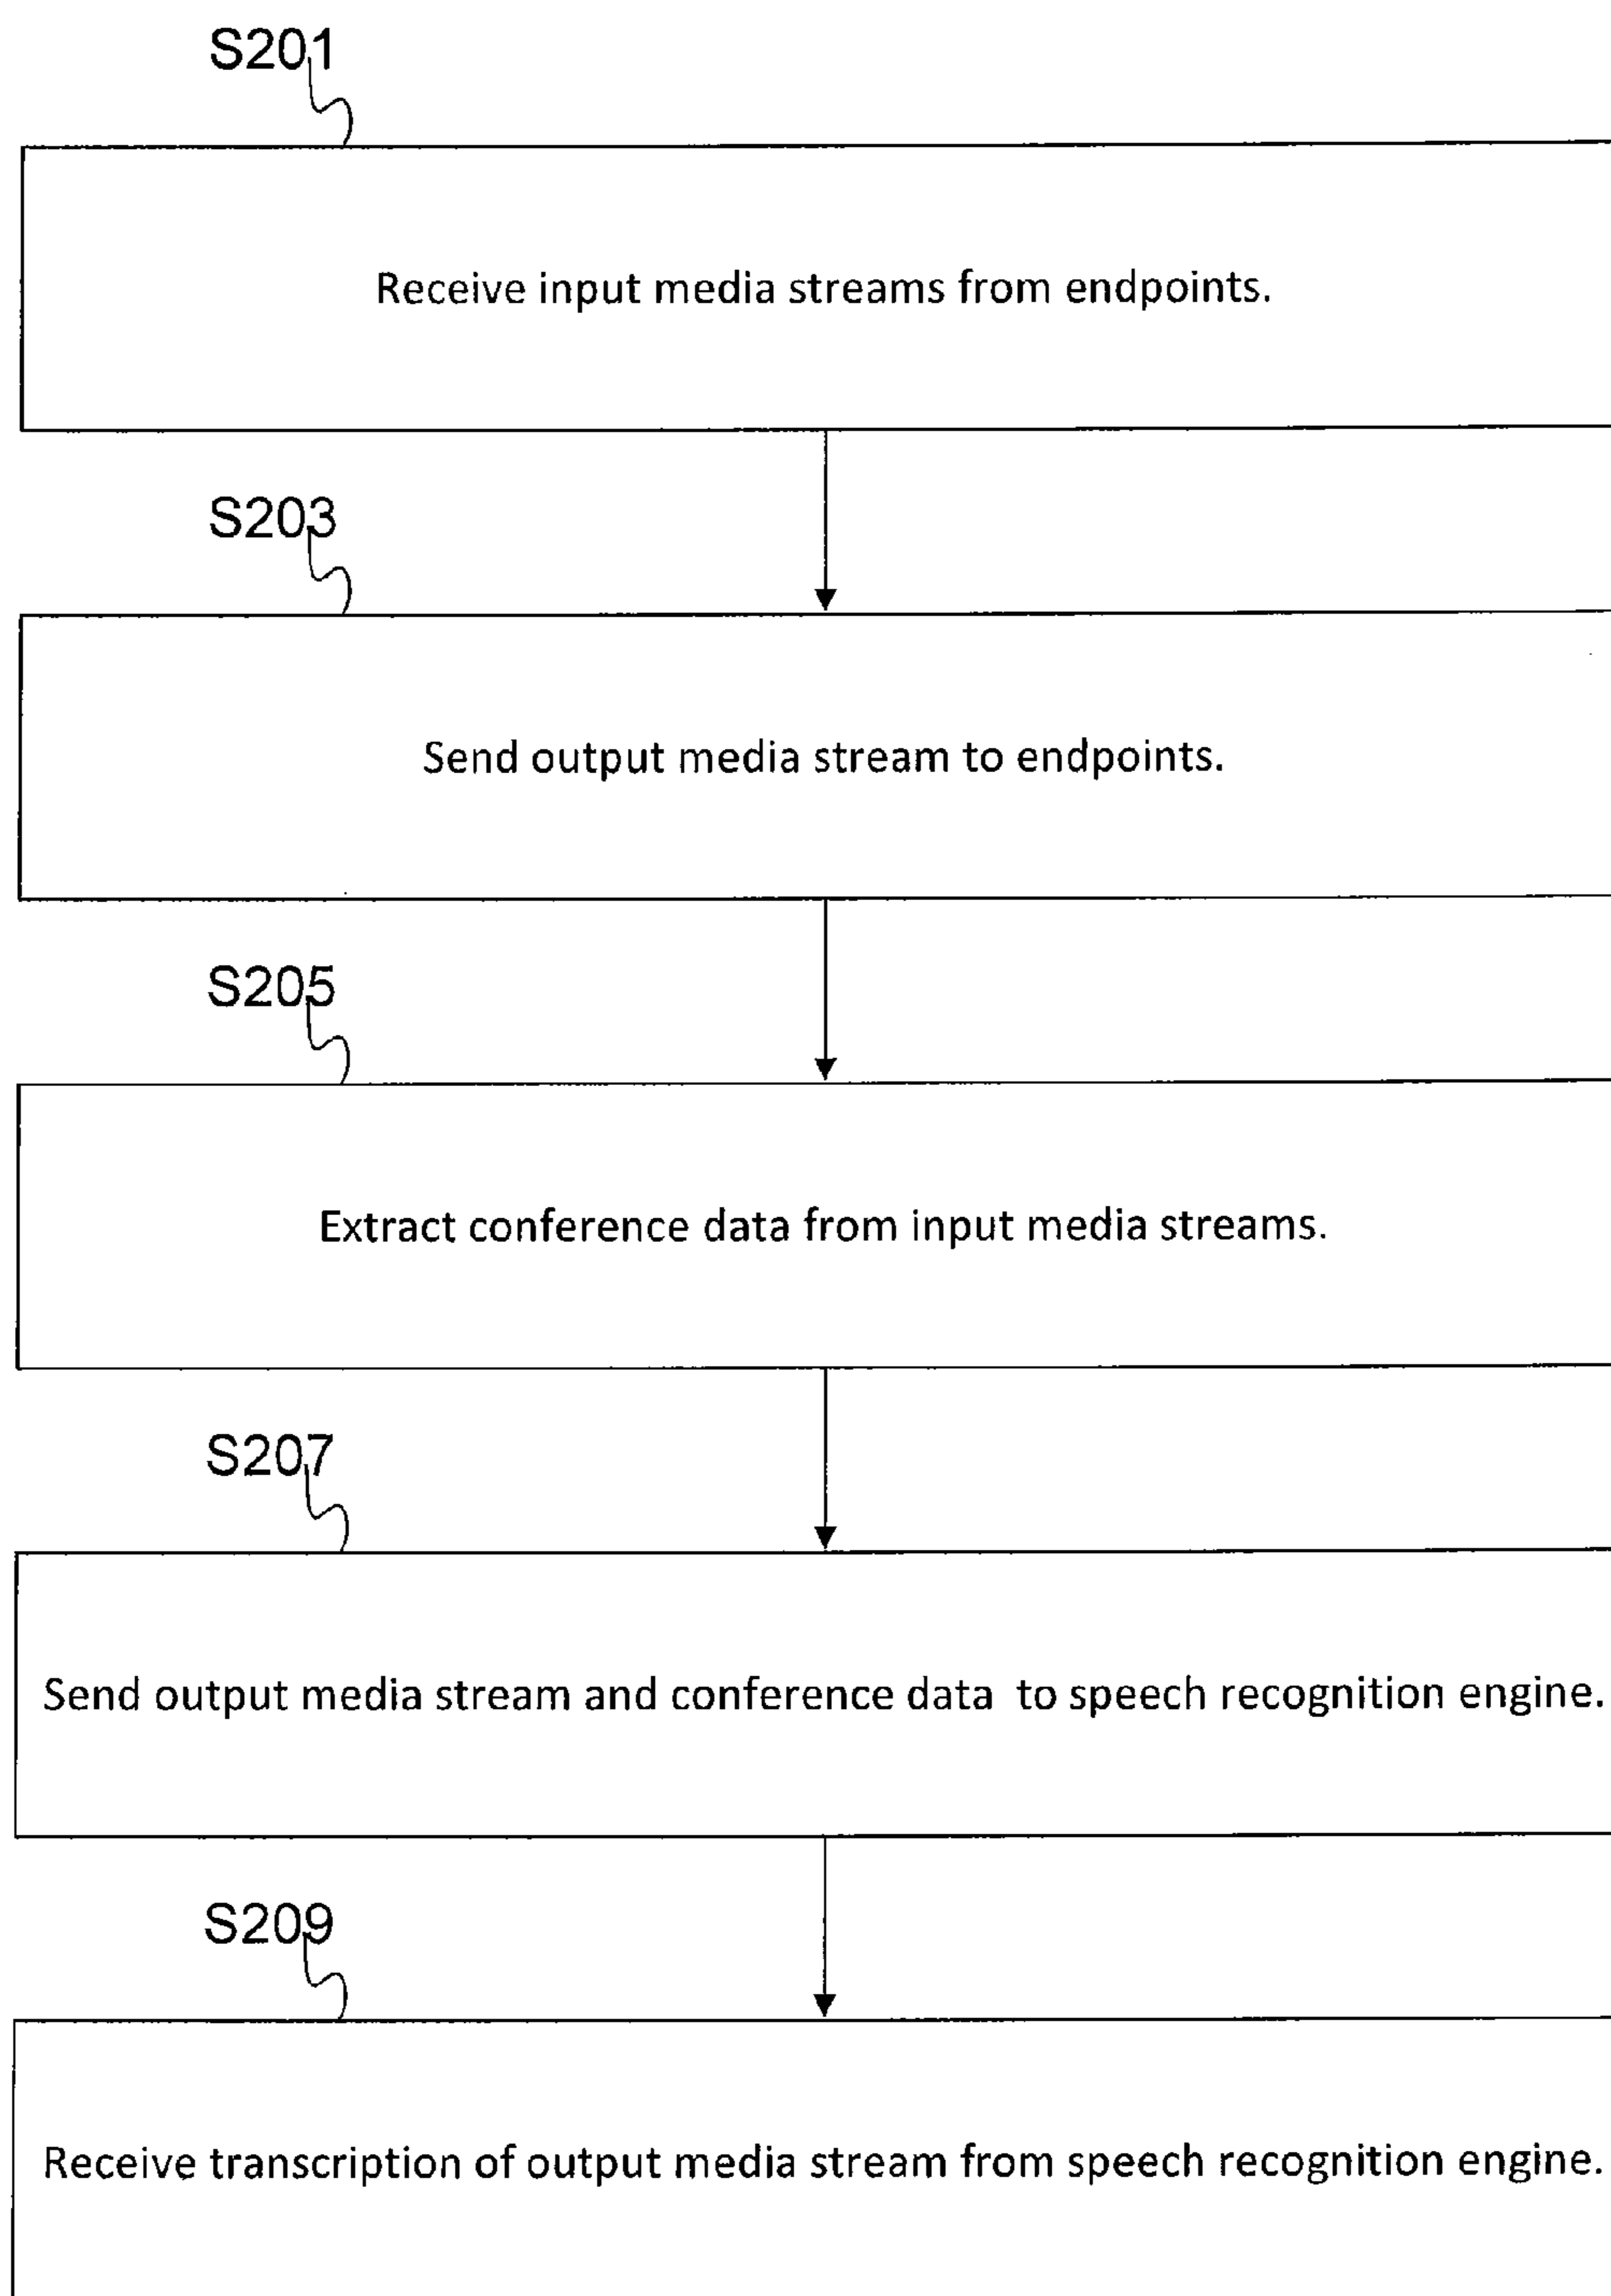 S201
Receive input media streams from endpoints.
S203
Send output media stream to endpoints.
S205
Extract conference data from input media streams.
S207
Send output media stream and conference data to speech recognition engine.
S209
Receive transcription of output media stream from speech recognition engine.